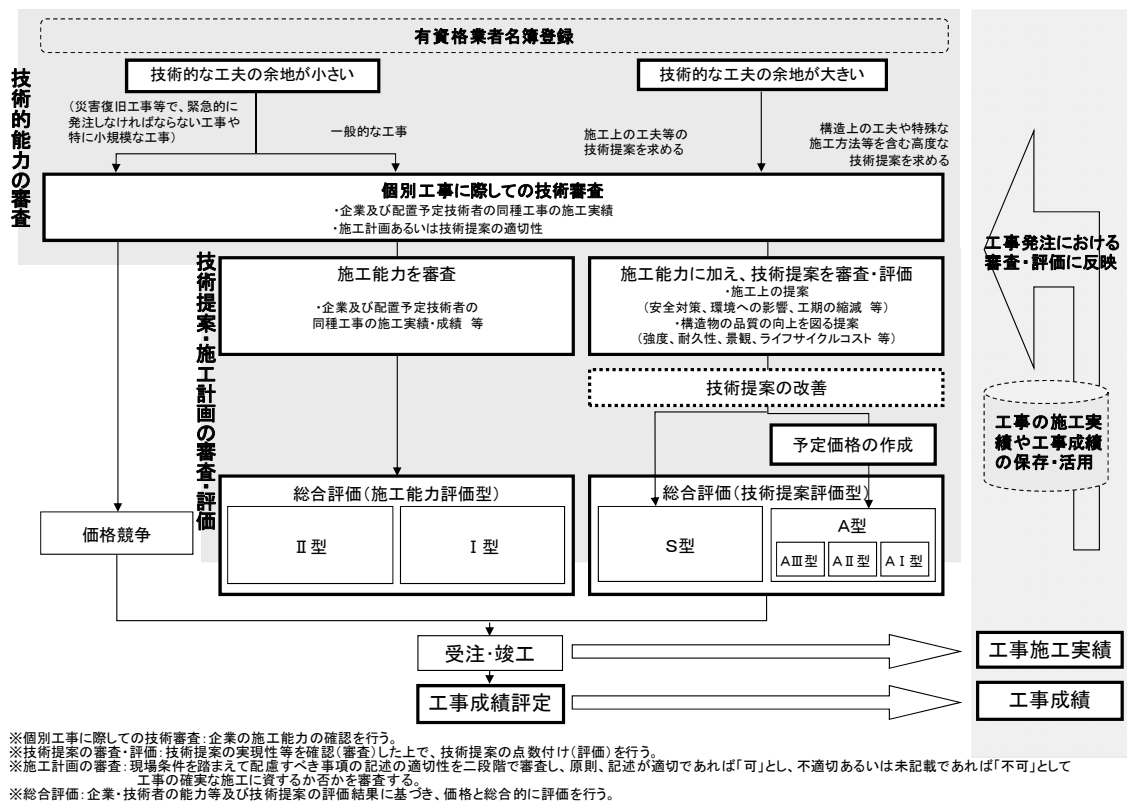 有資格業者名簿登録
技術的能力の審査
技術的な工夫の余地が小さい
技術的な工夫の余地が大きい
(災害復旧工事等で、緊急的に
発注しなければならない工事や
特に小規模な工事)
一般的な工事
施工上の工夫等の
技術提案を求める
構造上の工夫や特殊な
施工方法等を含む高度な
技術提案を求める
個別工事に際しての技術審査
・企業及び配置予定技術者の同種工事の施工実績
・施工計画あるいは技術提案の適切性
技術提案・施工計画の審査・評価
施工能力を審査
・企業及び配置予定技術者の
同種工事の施工実績・成績 等
施工能力に加え、技術提案を審査・評価
・施工上の提案
(安全対策、環境への影響、工期の縮減 等)
・構造物の品質の向上を図る提案
(強度、耐久性、景観、ライフサイクルコスト 等)
技術提案の改善
予定価格の作成
価格競争
総合評価(施工能力評価型)
Ⅱ型
Ⅰ型
総合評価(技術提案評価型)
S型
A型
AⅢ型
AⅡ型
AⅠ型
工事発注における
審査・評価に反映
工事の施工実
績や工事成績
の保存・活用
受注・竣工
工事施工実績
工事成績評定
工事成績
※個別工事に際しての技術審査:企業の施工能力の確認を行う。
※技術提案の審査・評価:技術提案の実現性等を確認(審査)した上で、技術提案の点数付け(評価)を行う。
※施工計画の審査:現場条件を踏まえて配慮すべき事項の記述の適切性を二段階で審査し、原則、記述が適切であれば「可」とし、不適切あるいは未記載であれば「不可」として
工事の確実な施工に資するか否かを審査する。
※総合評価:企業・技術者の能力等及び技術提案の評価結果に基づき、価格と総合的に評価を行う。